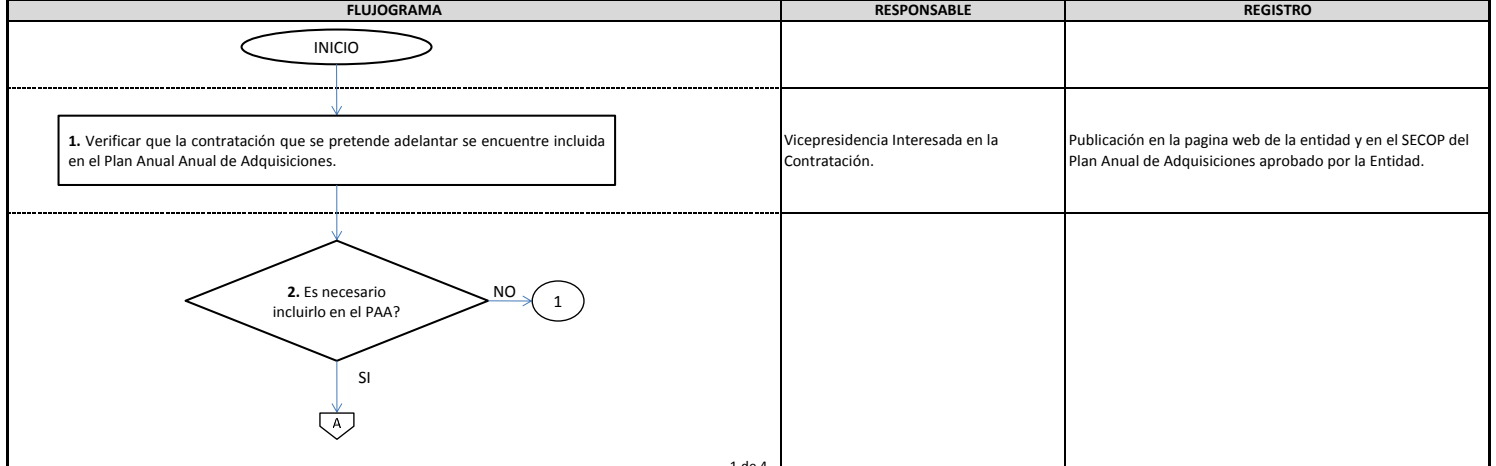 FLUJOGRAMA
RESPONSABLE
REGISTRO
INICIO
1. Verificar que la contratación que se pretende adelantar se encuentre incluida
en el Plan Anual Anual de Adquisiciones.
Vicepresidencia Interesada en la
Contratación.
Publicación en la pagina web de la entidad y en el SECOP del
Plan Anual de Adquisiciones aprobado por la Entidad.
2. Es necesario
incluirlo en el PAA?
NO
1
SI
A
1 de 4